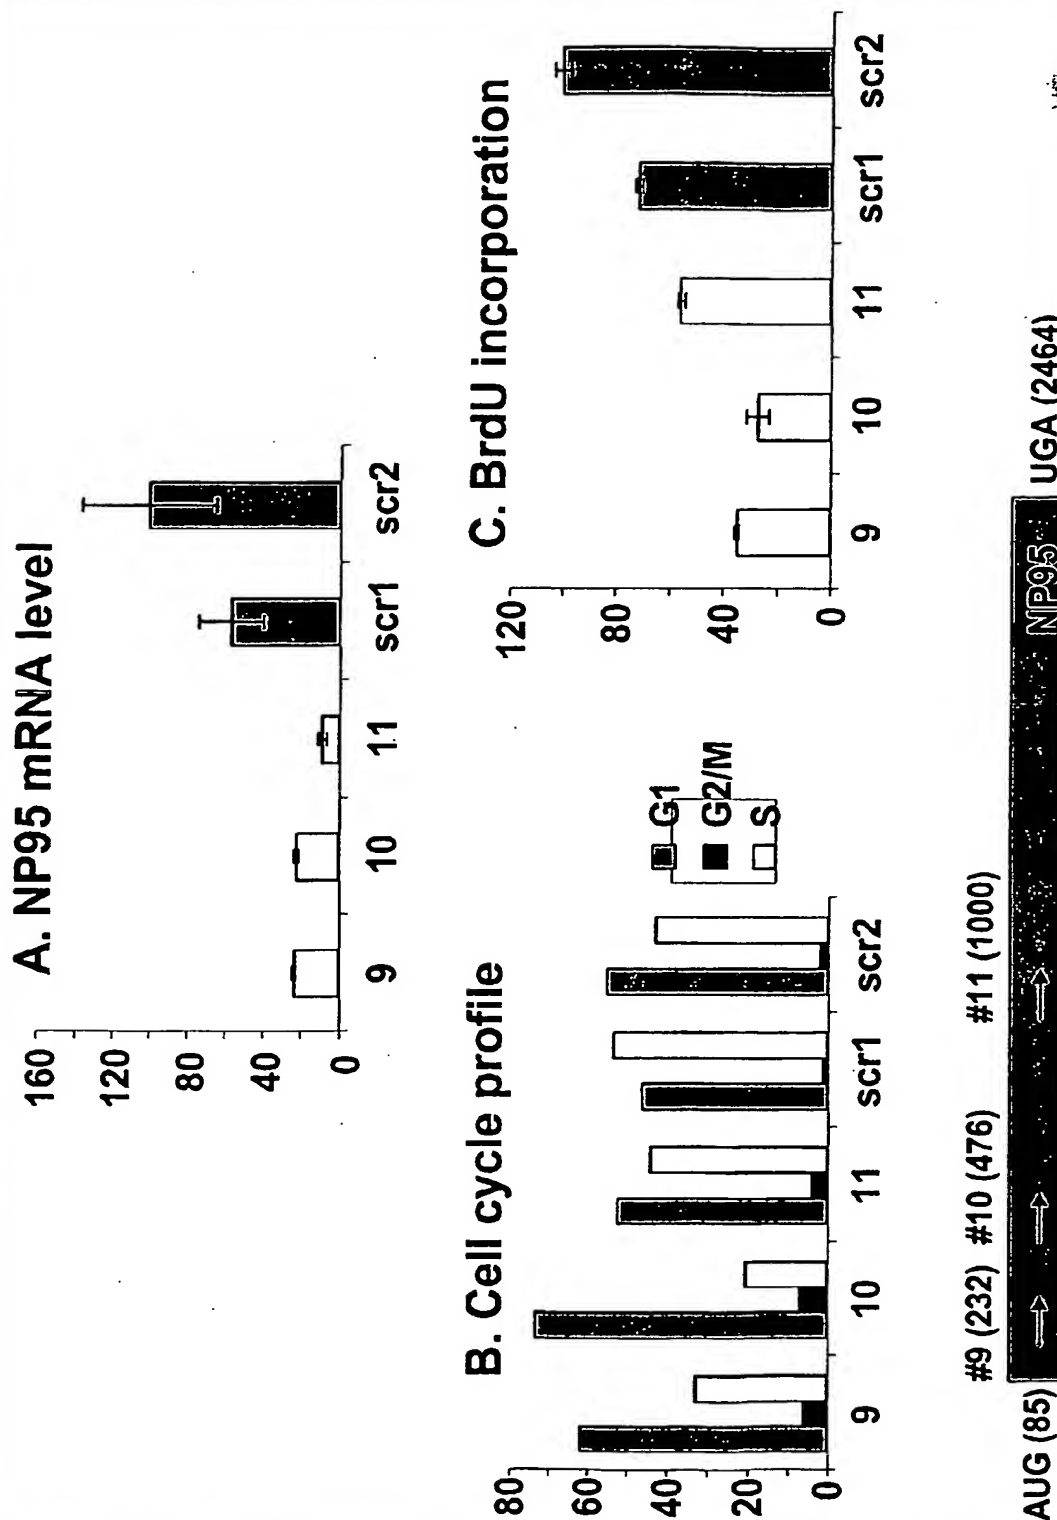 A. NP95 mRNA level
160
120
80
40
0
9 10 11 scr1 scr2
B. Cell cycle profile
80
60
40
20
0
9 10 11 scr1 scr2
G1
G2/M
S
C. BrdU incorporation
120
80
40
0
9 10 11 scr1 scr2
#9 (232) #10 (476) #11 (1000)
AUG (85) NP95 UGA (2464)